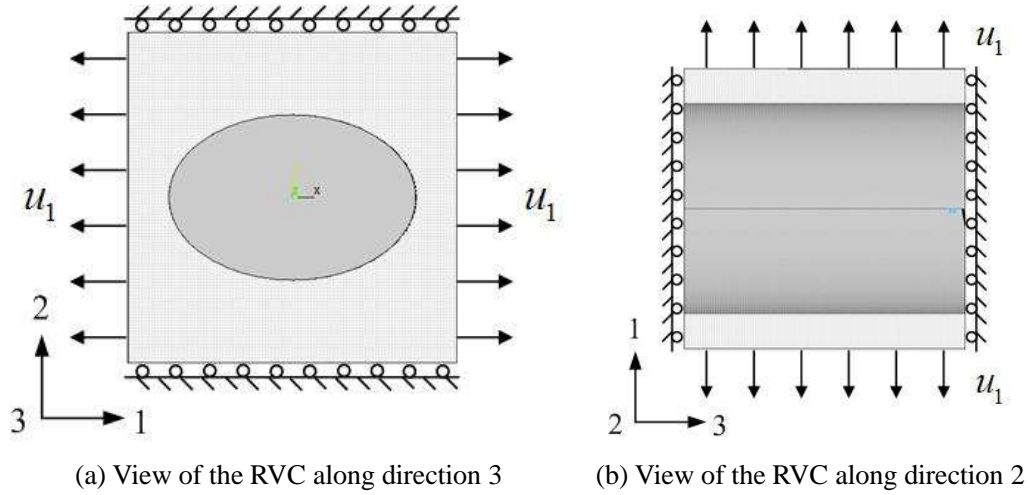 u₁ u₁
2
3 1
x
u₁
1
2 3
u₁
(a) View of the RVC along direction 3
(b) View of the RVC along direction 2